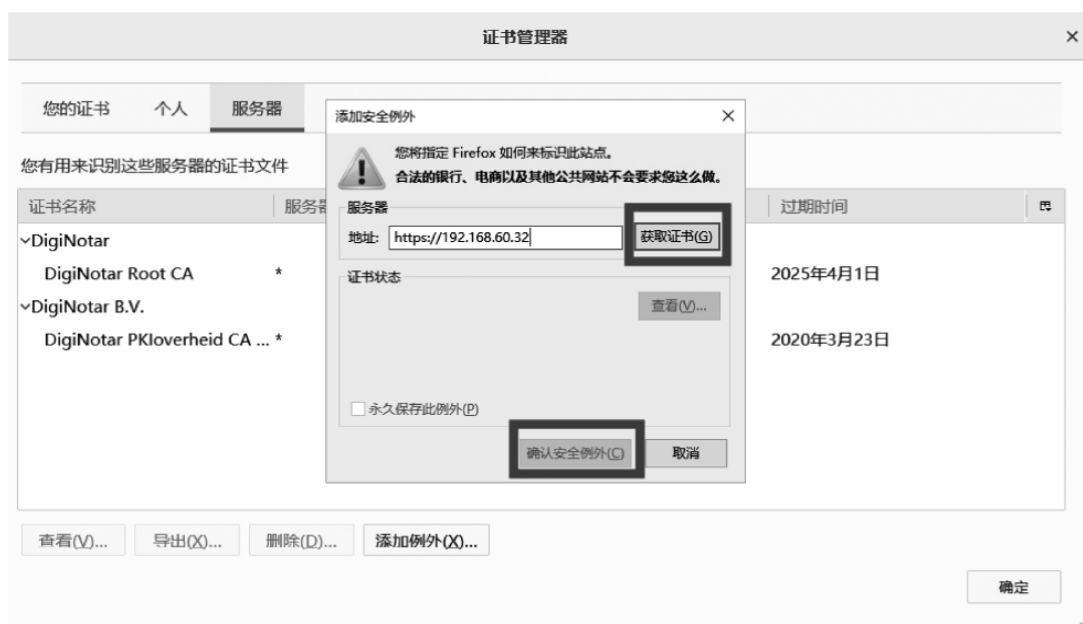 证书管理器
您的证书 个人 服务器
您有用来识别这些服务器的证书文件
证书名称 服务器 过期时间
DigiNotar
DigiNotar Root CA * 2025年4月1日
DigiNotar B.V.
DigiNotar PKIoverheid CA ... * 2020年3月23日
添加安全例外
您将指定 Firefox 如何来标识此站点。
合法的银行、电商以及其他公共网站不会要求您这么做。
服务器
地址: https://192.168.60.32 获取证书(G)
证书状态
查看(V)...
永久保存此例外(P)
确认安全例外(C) 取消
查看(V)... 导出(X)... 删除(D)... 添加例外(X)...
确定